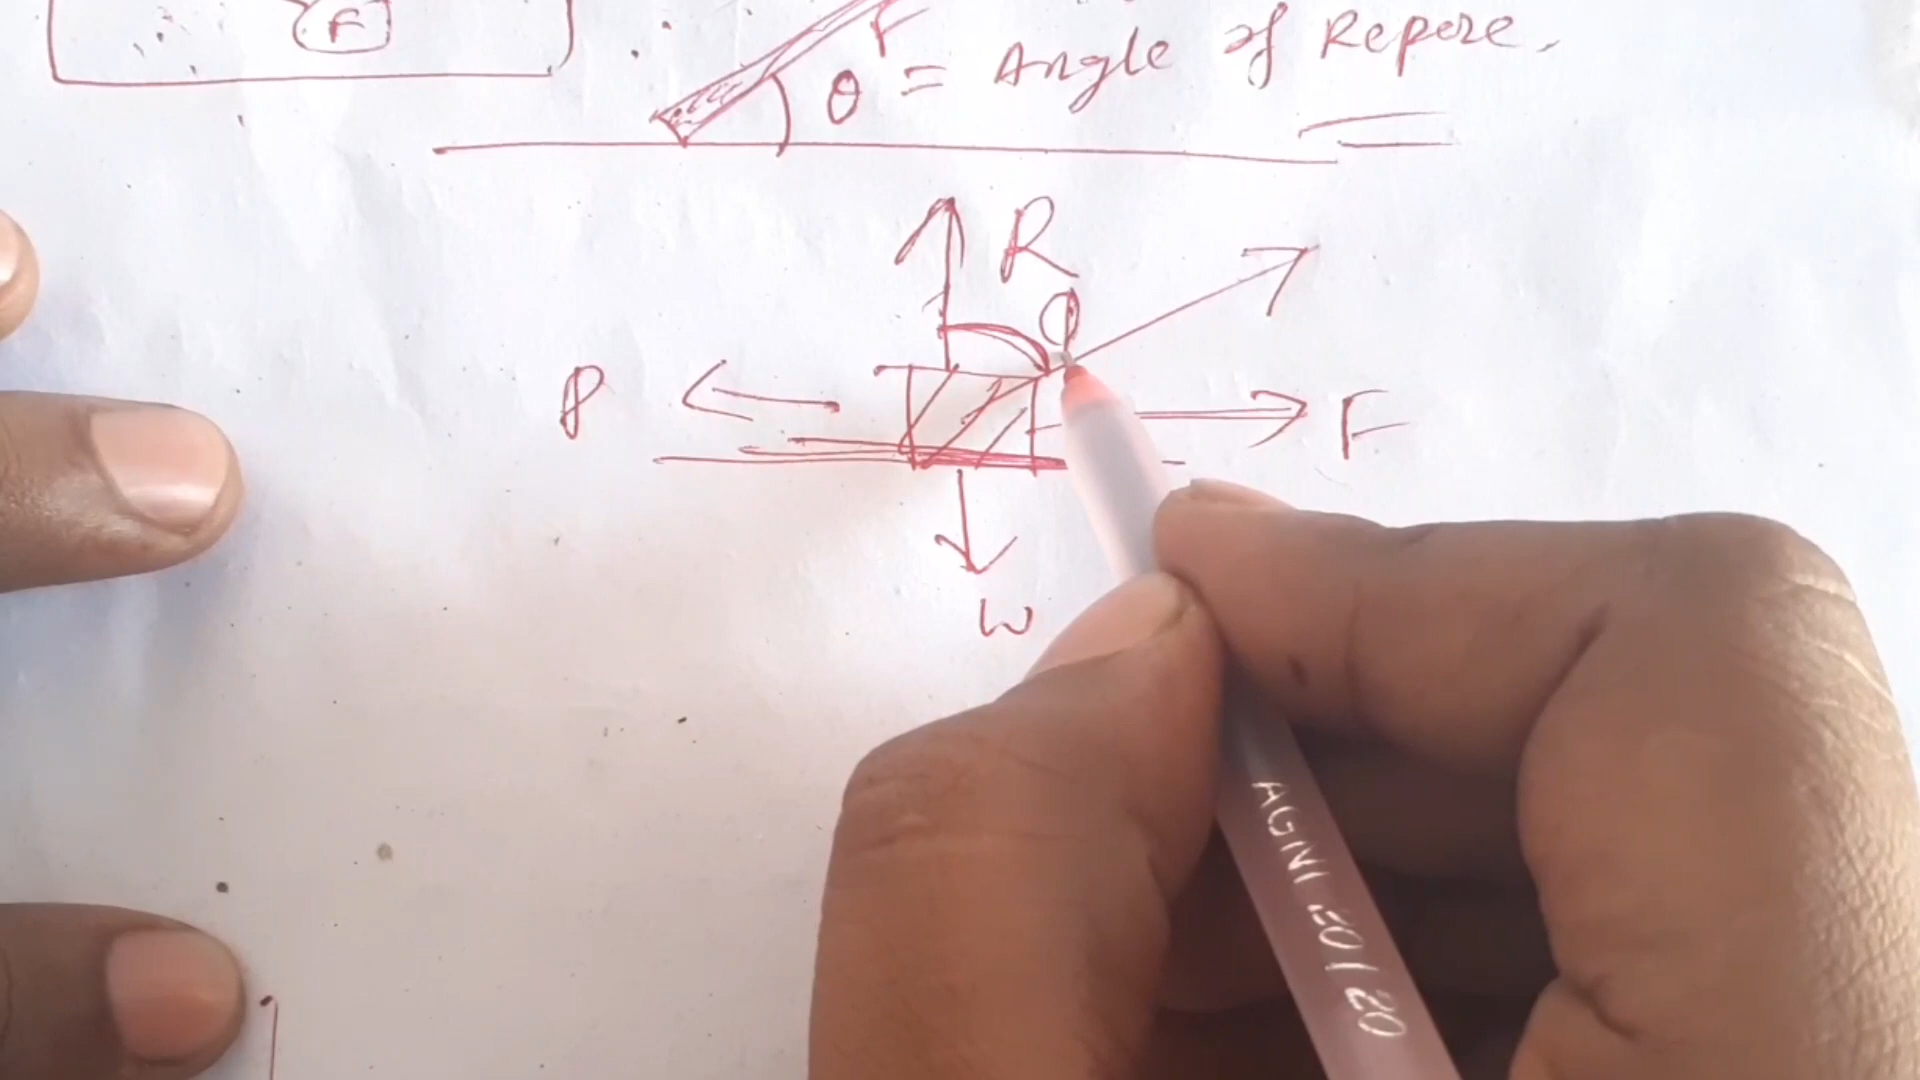 F
F
θ = Angle of Repose.
R
φ
P
F
W
AGNI 20/20